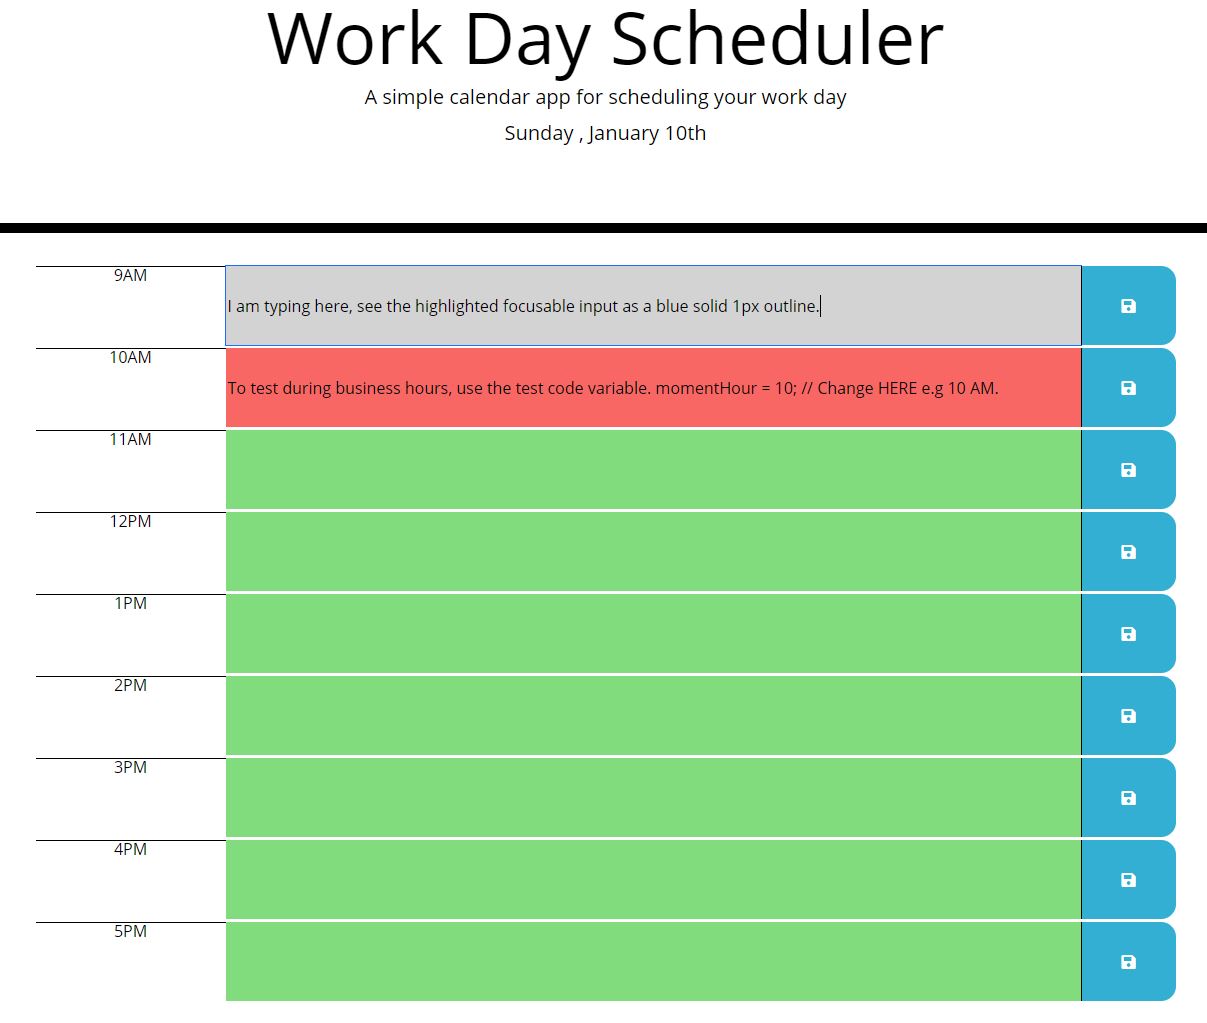 Work Day Scheduler
A simple calendar app for scheduling your work day
Sunday , January 10th
9AM
I am typing here, see the highlighted focusable input as a blue solid 1px outline.
10AM
To test during business hours, use the test code variable. momentHour = 10; // Change HERE e.g 10 AM.
11AM
12PM
1PM
2PM
3PM
4PM
5PM